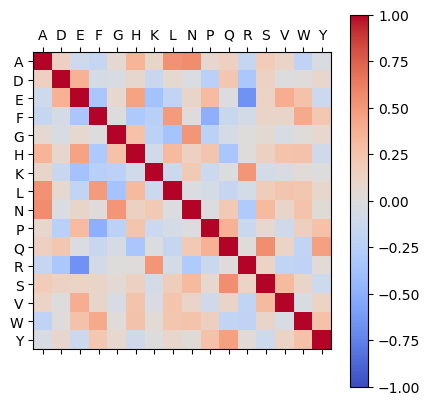 A D E F G H K L N P Q R S V W Y
A
D
E
F
G
H
K
L
N
P
Q
R
S
V
W
Y
1.00
0.75
0.50
0.25
0.00
−0.25
−0.50
−0.75
−1.00